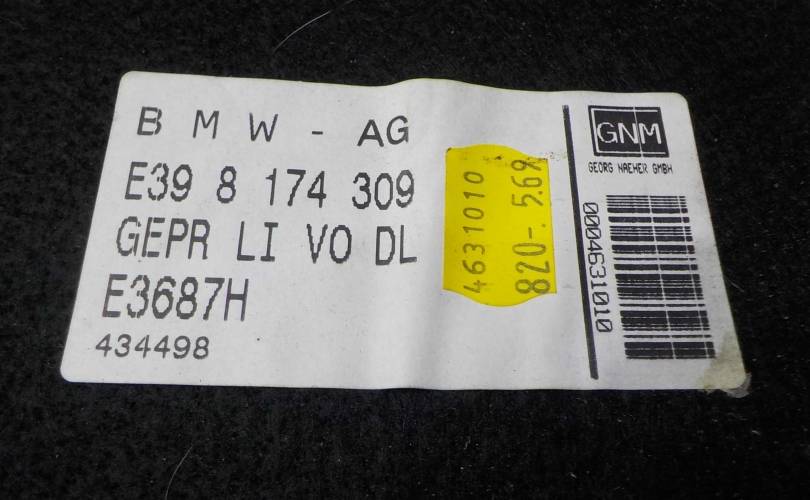 BMW - AG
E39 8 174 309
GEPR LI VO DL
E3687H
434498
4631010
820-. 569
GNM
GEORG NAEHER GMBH
0004631010